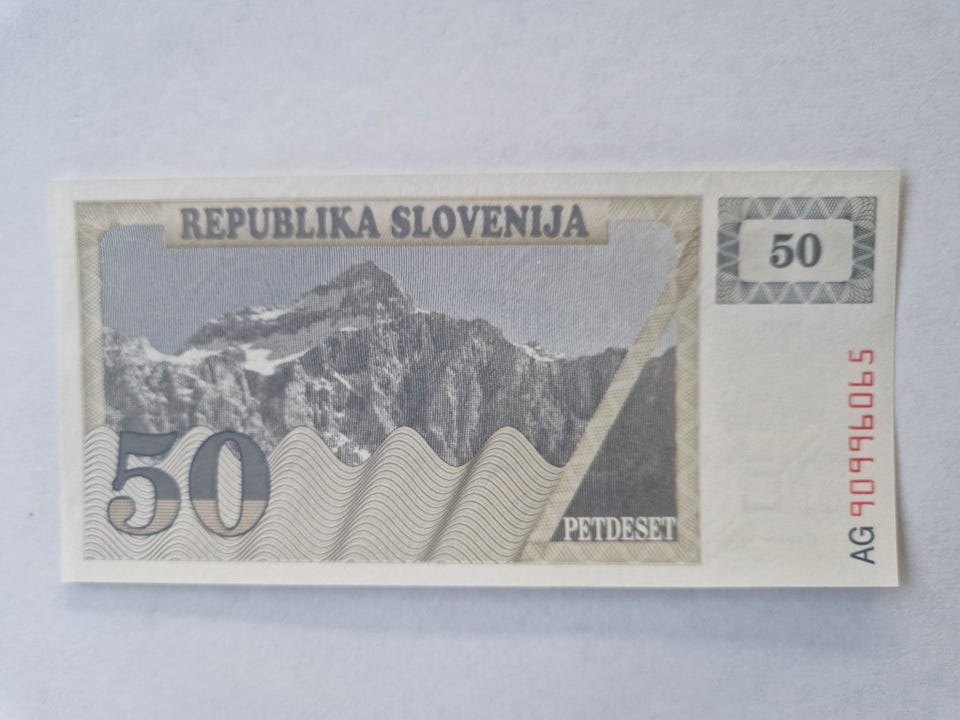 REPUBLIKA SLOVENIJA
50
50
PETDESET
AG 90996065